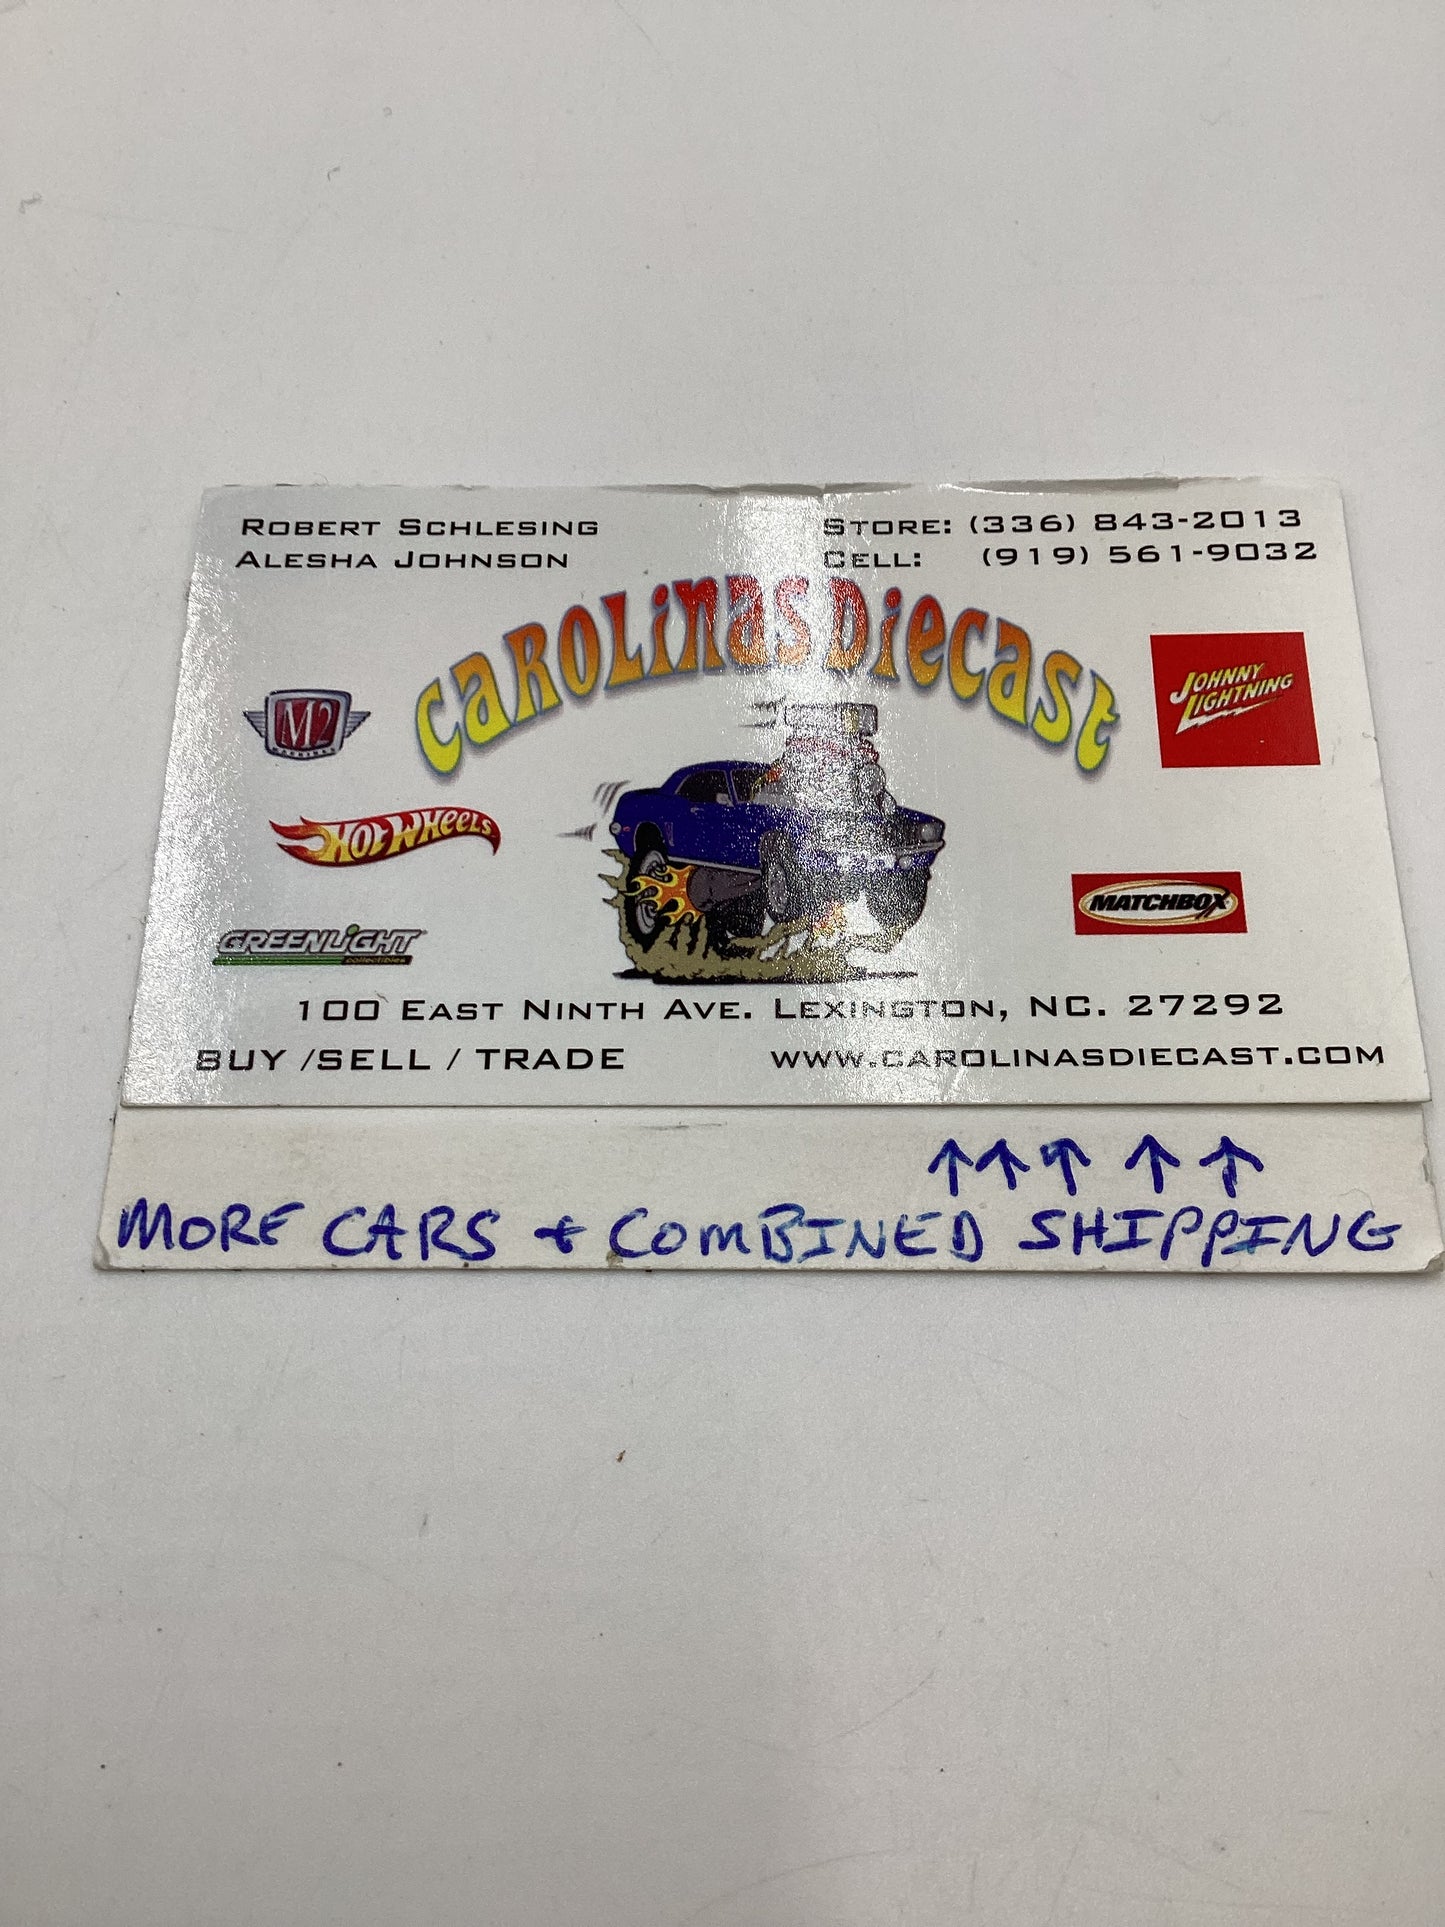 ROBERT SCHLESING
ALESHA JOHNSON
STORE: (336) 843-2013
CELL: (919) 561-9032
CAROLINAS DIECAST
M2
MACHINES
JOHNNY
LIGHTNING
HOT WHEELS
MATCHBOX
GREENLIGHT
collectibles
100 EAST NINTH AVE. LEXINGTON, NC. 27292
BUY /SELL / TRADE
WWW.CAROLINASDIECAST.COM
↑↑↑↑↑
MORE CARS + COMBINED SHIPPING